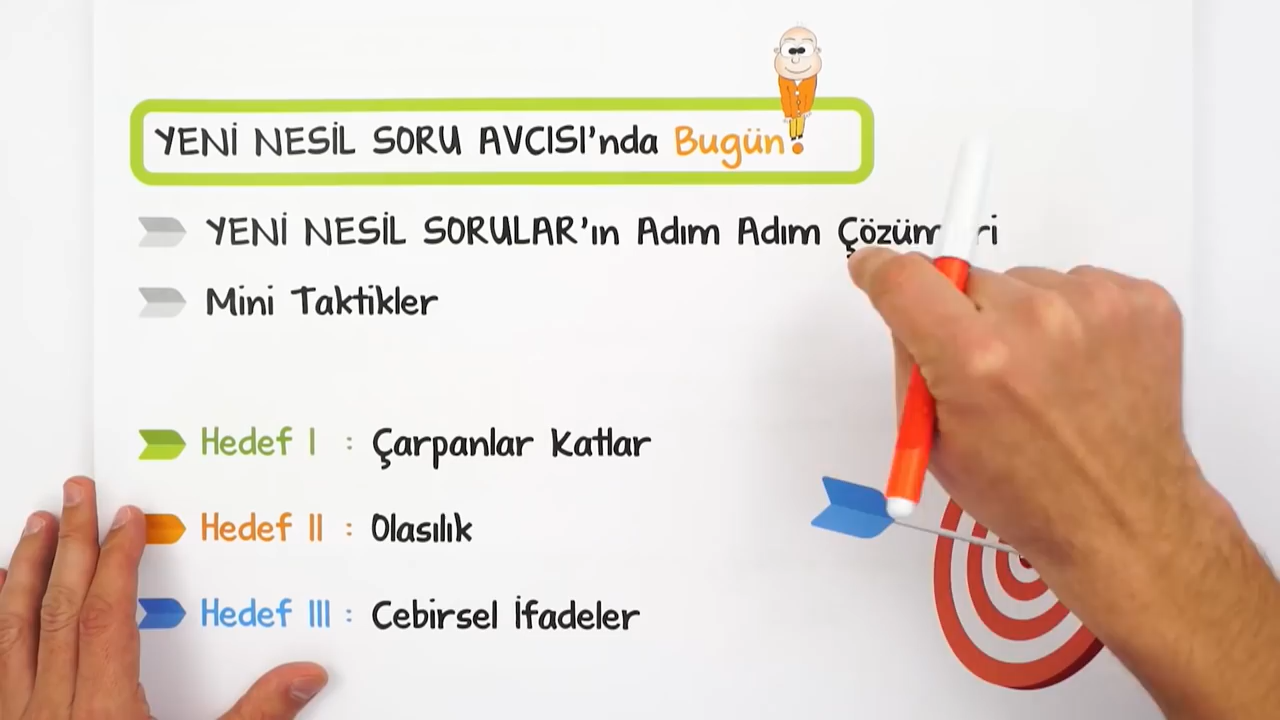 YENİ NESİL SORU AVCISI'nda Bugün
YENİ NESİL SORULAR'ın Adım Adım
Mini Taktikler
Hedef I : Çarpanlar Katlar
Hedef II : Olasılık
Hedef III : Cebirsel İfadeler